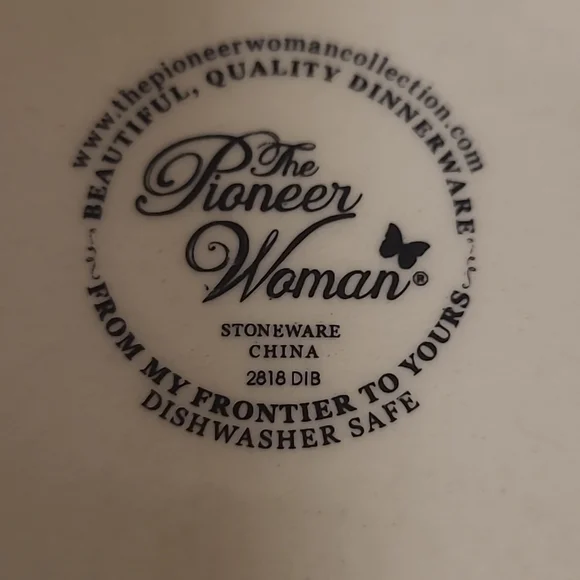 www.thepioneerwomancollection.com
BEAUTIFUL, QUALITY DINNERWARE
The
Pioneer
Woman®
STONEWARE
CHINA
2818 DIB
FROM MY FRONTIER TO YOURS
DISHWASHER SAFE